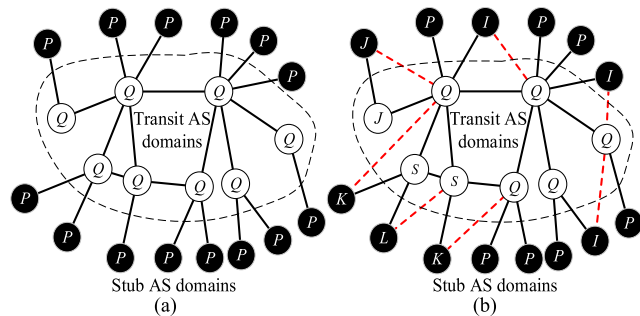 P P P P I P
P P J P
P P I
Q Q Q Q
Q Transit AS Q J Transit AS Q
domains domains
Q Q Q Q S S Q Q
P K
P P P P
P P P P L K P P I
P
Stub AS domains Stub AS domains
(a) (b)